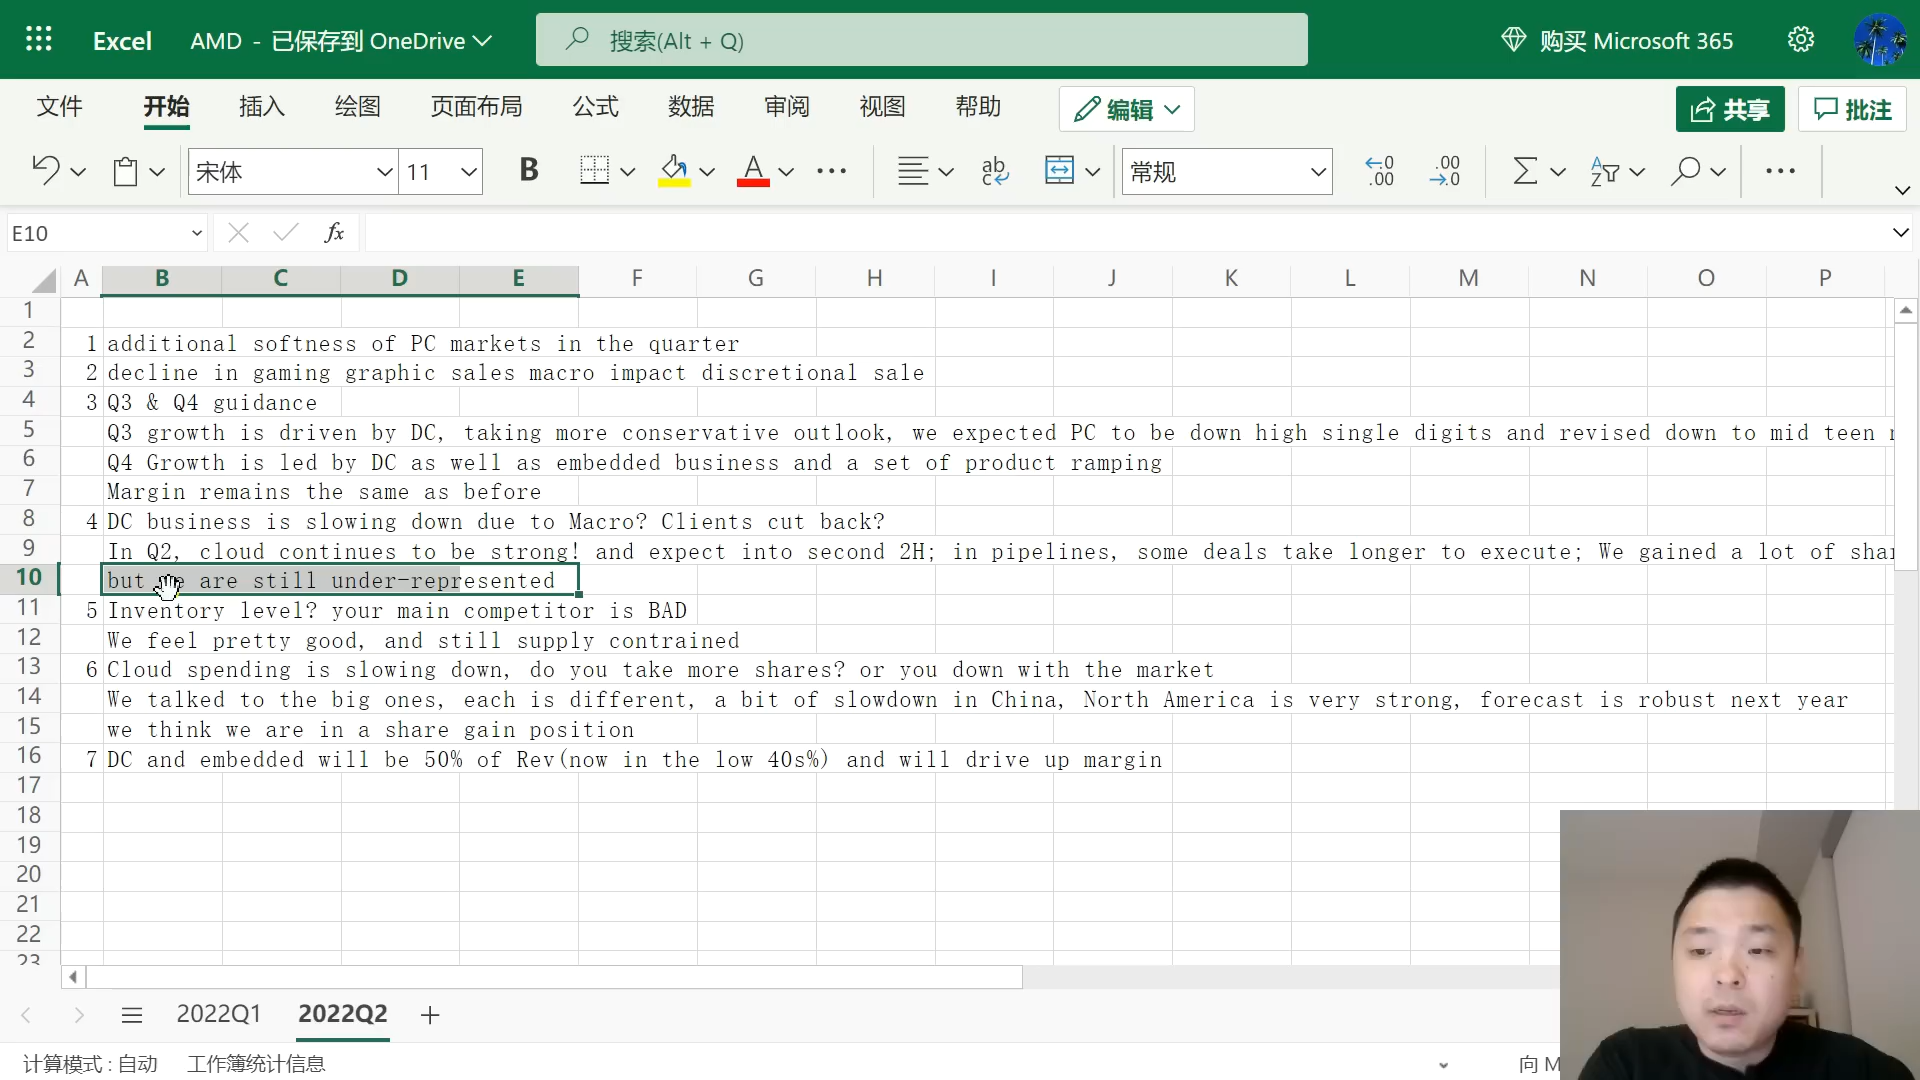 Excel AMD - 已保存到 OneDrive 搜索(Alt + Q) 购买 Microsoft 365
文件 开始 插入 绘图 页面布局 公式 数据 审阅 视图 帮助 编辑 共享 批注
宋体 11 B A ab 常规 .00 .00
E10 fx
A B C D E F G H I J K L M N O P
1
2 1 additional softness of PC markets in the quarter
3 2 decline in gaming graphic sales macro impact discretional sale
4 3 Q3 & Q4 guidance
5 Q3 growth is driven by DC, taking more conservative outlook, we expected PC to be down high single digits and revised down to mid teen
6 Q4 Growth is led by DC as well as embedded business and a set of product ramping
7 Margin remains the same as before
8 4 DC business is slowing down due to Macro? Clients cut back?
9 In Q2, cloud continues to be strong! and expect into second 2H; in pipelines, some deals take longer to execute; We gained a lot of
10 but we are still under-represented
11 5 Inventory level? your main competitor is BAD
12 We feel pretty good, and still supply contrained
13 6 Cloud spending is slowing down, do you take more shares? or you down with the market
14 We talked to the big ones, each is different, a bit of slowdown in China, North America is very strong, forecast is robust next year
15 we think we are in a share gain position
16 7 DC and embedded will be 50% of Rev(now in the low 40s%) and will drive up margin
17
18
19
20
21
22
23
2022Q1 2022Q2
计算模式 : 自动 工作簿统计信息 向